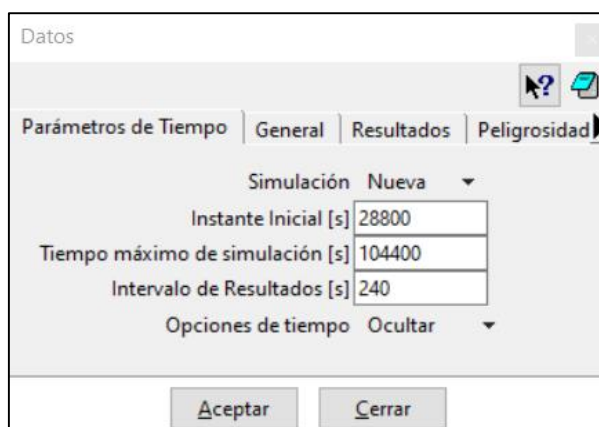 Datos
Parámetros de Tiempo General Resultados Peligrosidad
Simulación Nueva
Instante Inicial [s] 28800
Tiempo máximo de simulación [s] 104400
Intervalo de Resultados [s] 240
Opciones de tiempo Ocultar
Aceptar Cerrar